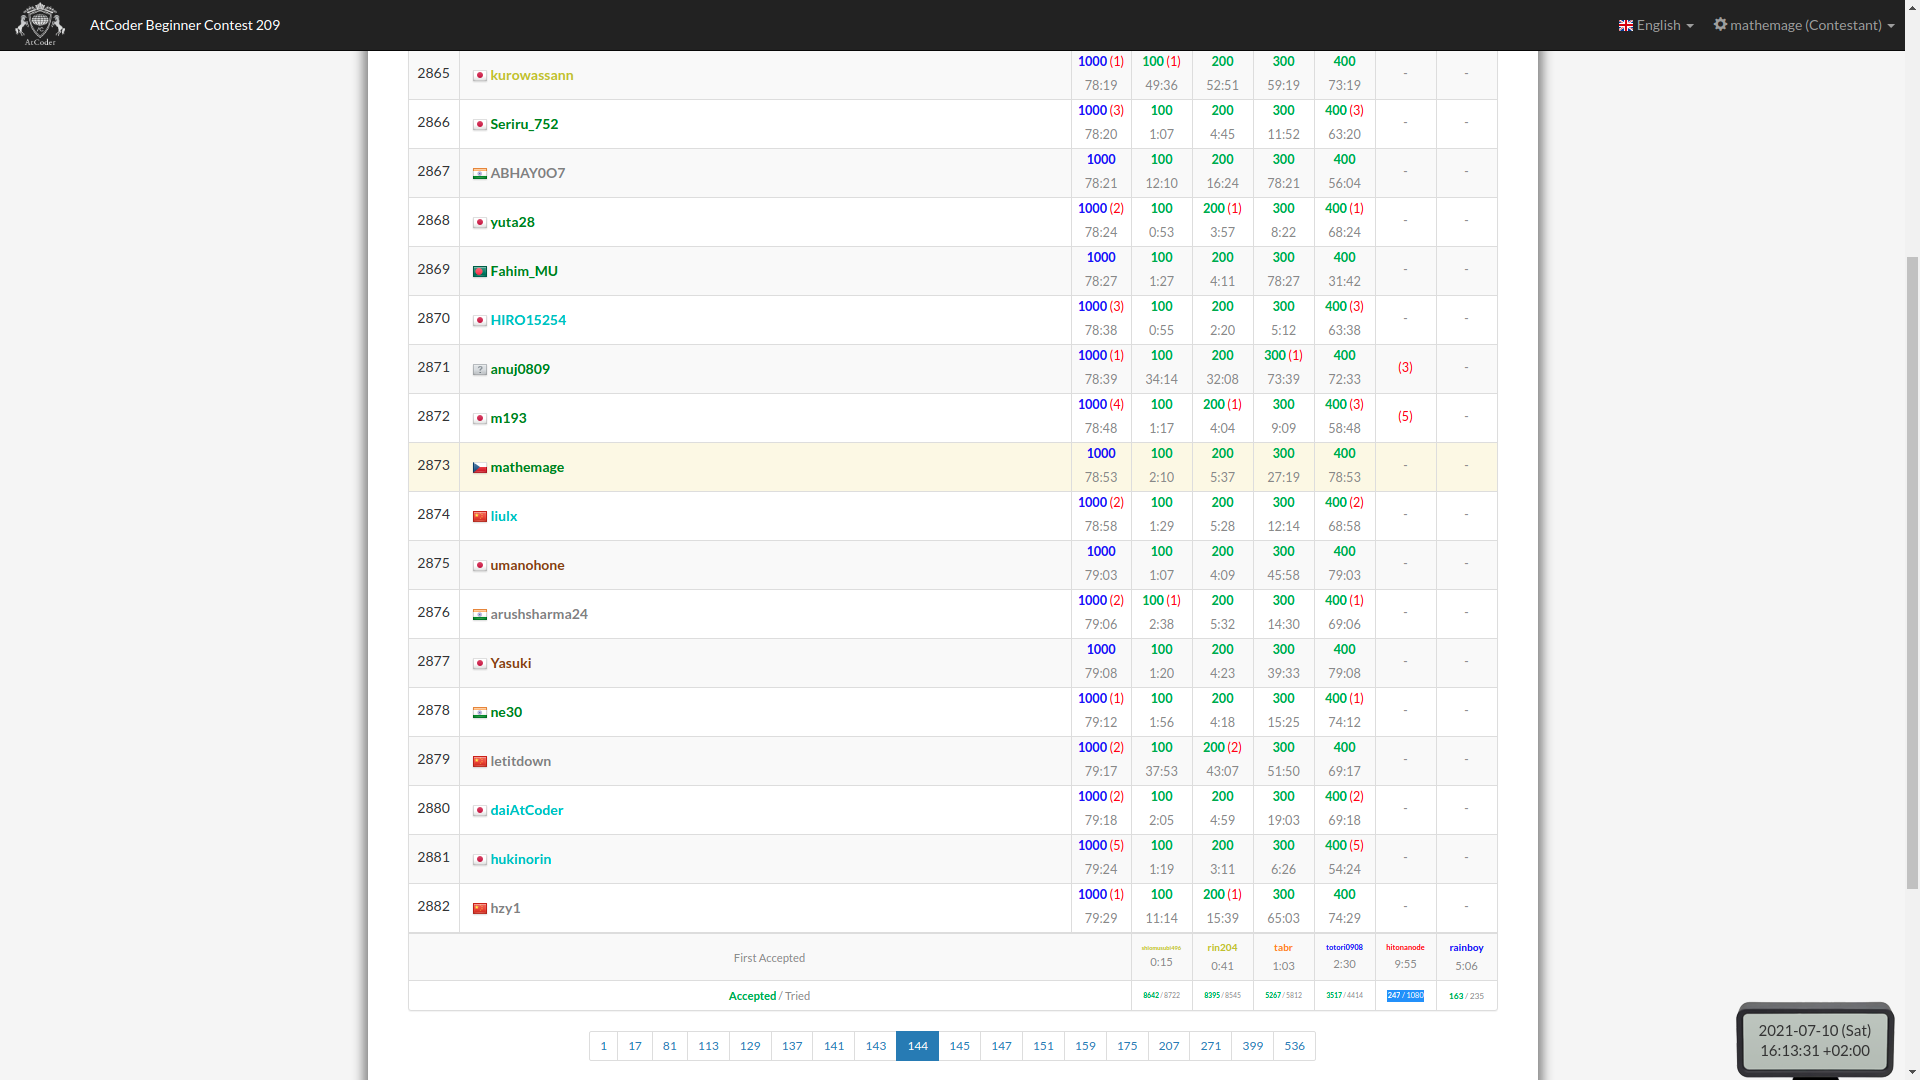 AtCoder
AtCoder Beginner Contest 209
English
mathemage (Contestant)
2865 kurowassann 1000 (1) 100 (1) 200 300 400 - -
78:19 49:36 52:51 59:19 73:19
2866 Seriru_752 1000 (3) 100 200 300 400 (3) - -
78:20 1:07 4:45 11:52 63:20
2867 ABHAY0O7 1000 100 200 300 400 - -
78:21 12:10 16:24 78:21 56:04
2868 yuta28 1000 (2) 100 200 (1) 300 400 (1) - -
78:24 0:53 3:57 8:22 68:24
2869 Fahim_MU 1000 100 200 300 400 - -
78:27 1:27 4:11 78:27 31:42
2870 HIRO15254 1000 (3) 100 200 300 400 (3) - -
78:38 0:55 2:20 5:12 63:38
2871 anuj0809 1000 (1) 100 200 300 (1) 400 (3) -
78:39 34:14 32:08 73:39 72:33
2872 m193 1000 (4) 100 200 (1) 300 400 (3) (5) -
78:48 1:17 4:04 9:09 58:48
2873 mathemage 1000 100 200 300 400 - -
78:53 2:10 5:37 27:19 78:53
2874 liulx 1000 (2) 100 200 300 400 (2) - -
78:58 1:29 5:28 12:14 68:58
2875 umanohone 1000 100 200 300 400 - -
79:03 1:07 4:09 45:58 79:03
2876 arushsharma24 1000 (2) 100 (1) 200 300 400 (1) - -
79:06 2:38 5:32 14:30 69:06
2877 Yasuki 1000 100 200 300 400 - -
79:08 1:20 4:23 39:33 79:08
2878 ne30 1000 (1) 100 200 300 400 (1) - -
79:12 1:56 4:18 15:25 74:12
2879 letitdown 1000 (2) 100 200 (2) 300 400 - -
79:17 37:53 43:07 51:50 69:17
2880 daiAtCoder 1000 (2) 100 200 300 400 (2) - -
79:18 2:05 4:59 19:03 69:18
2881 hukinorin 1000 (5) 100 200 300 400 (5) - -
79:24 1:19 3:11 6:26 54:24
2882 hzy1 1000 (1) 100 200 (1) 300 400 - -
79:29 11:14 15:39 65:03 74:29
First Accepted rin204 tabr totori0908 hitonanode rainboy
0:15 0:41 1:03 2:30 9:55 5:06
Accepted / Tried 8642 / 8722 8395 / 8545 5267 / 5812 3517 / 4414 247 / 1080 163 / 235
1 17 81 113 129 137 141 143 144 145 147 151 159 175 207 271 399 536
2021-07-10 (Sat)
16:13:31 +02:00